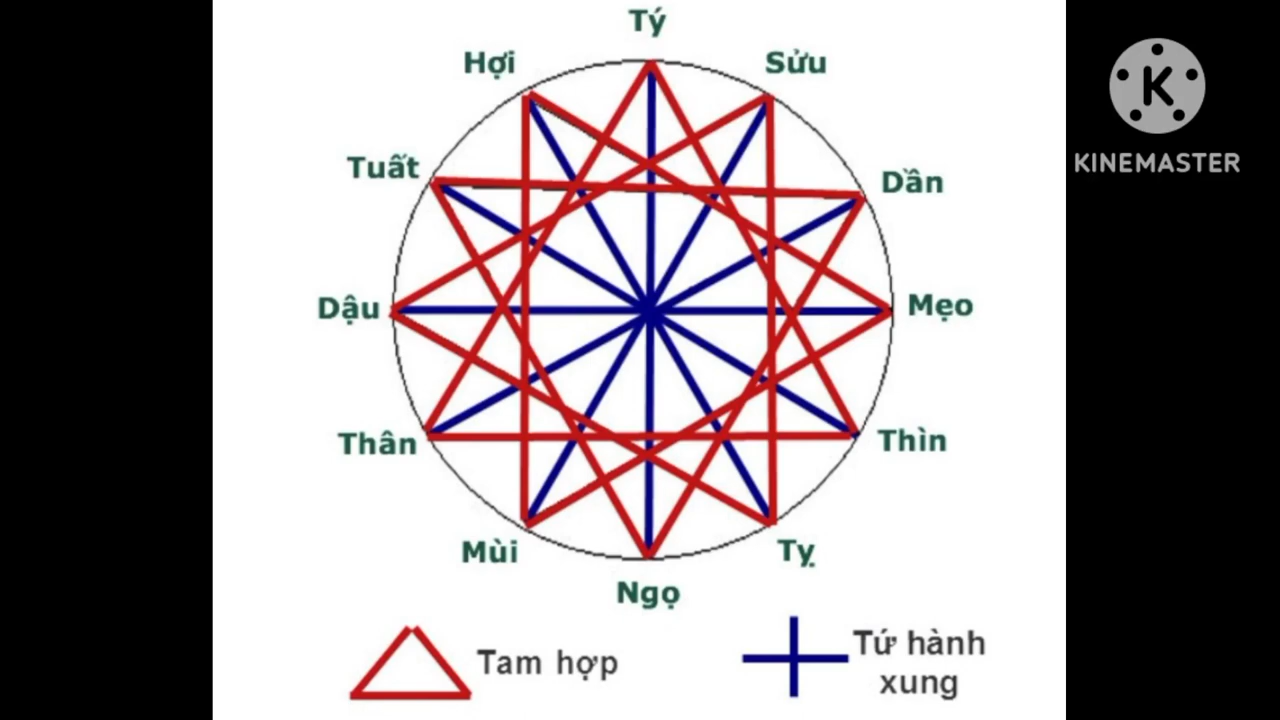 Tý
Hợi
Sửu
Tuất
Dần
Dậu
Mẹo
Thân
Thìn
Mùi
Tỵ
Ngọ
Tam hợp
Tứ hành
xung
K
KINEMASTER